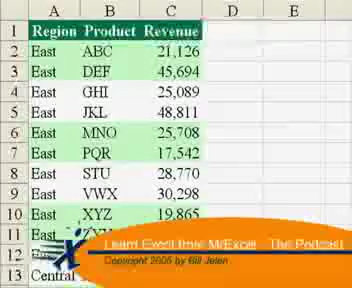 A B C D E
1 Region Product Revenue
2 East ABC 21,126
3 East DEF 45,694
4 East GHI 25,089
5 East JKL 48,811
6 East MNO 25,708
7 East PQR 17,542
8 East STU 28,770
9 East VWX 30,298
10 East XYZ 19,865
11 East
Learn Excel from MrExcel - The Podcast
12
Copyright 2005 by Bill Jelen
13 Central